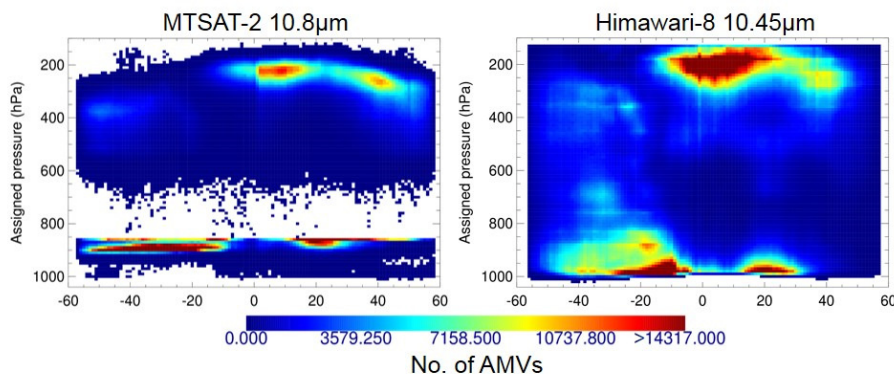 MTSAT-2 10.8µm
Himawari-8 10.45µm
Assigned pressure (hPa)
200
400
600
800
1000
-60 -40 -20 0 20 40 60
Assigned pressure (hPa)
200
400
600
800
1000
-60 -40 -20 0 20 40 60
0.000 3579.250 7158.500 10737.800 >14317.000
No. of AMVs